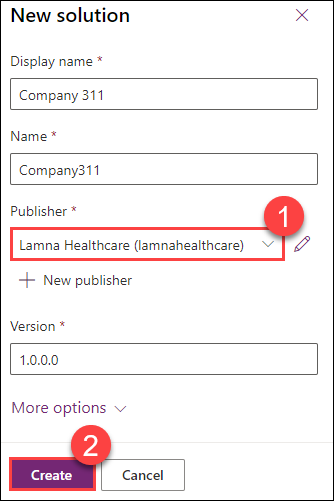 New solution
Display name *
Company 311
Name *
Company311
Publisher *
1
Lamna Healthcare (lamnahealthcare)
New publisher
Version *
1.0.0.0
More options
2
Create
Cancel